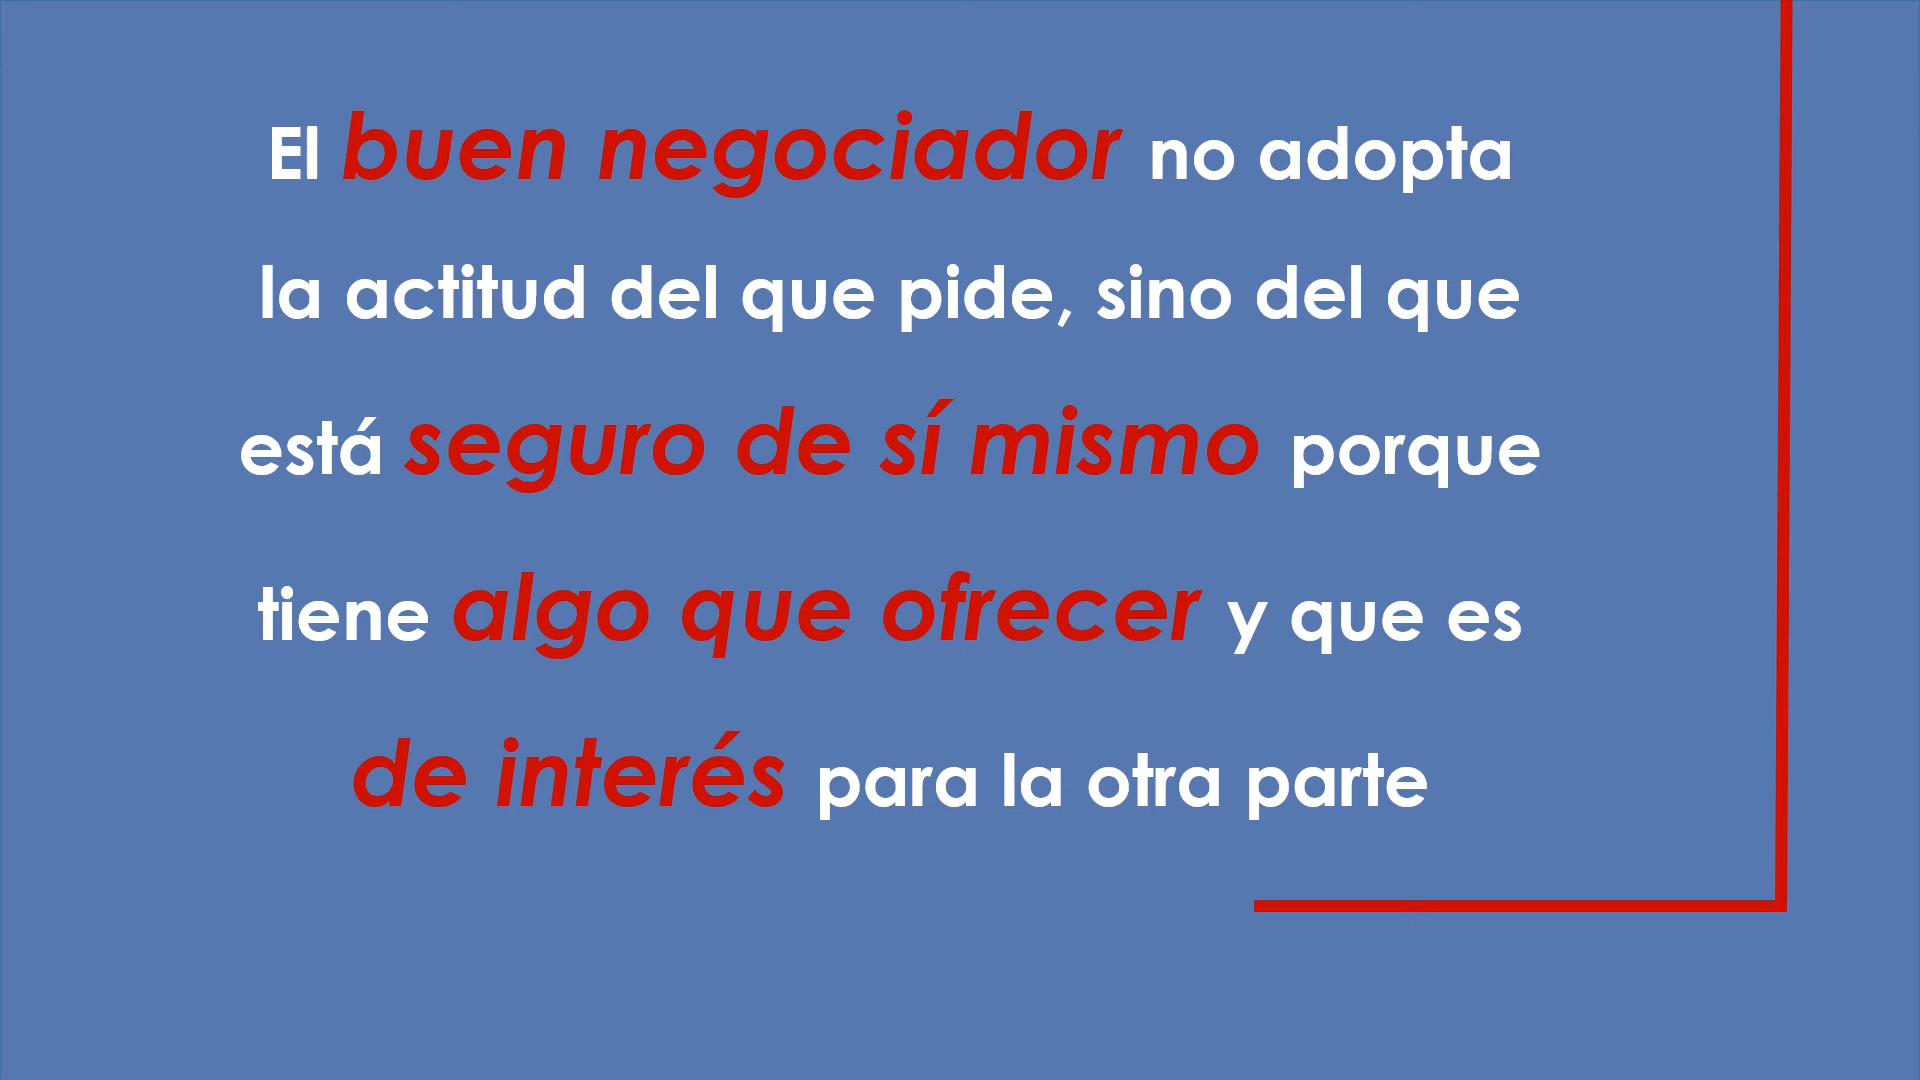 El buen negociador no adopta
la actitud del que pide, sino del que
está seguro de sí mismo porque
tiene algo que ofrecer y que es
de interés para la otra parte